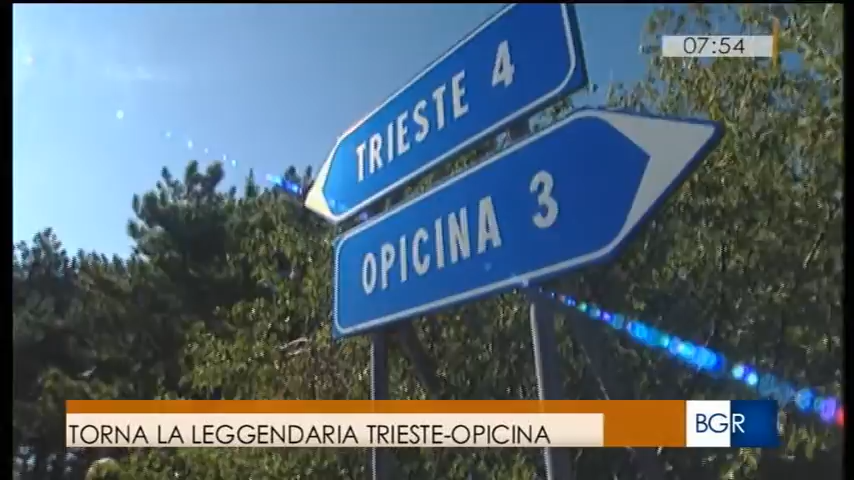 07:54
TRIESTE 4
OPICINA 3
TORNA LA LEGGENDARIA TRIESTE-OPICINA
BGR